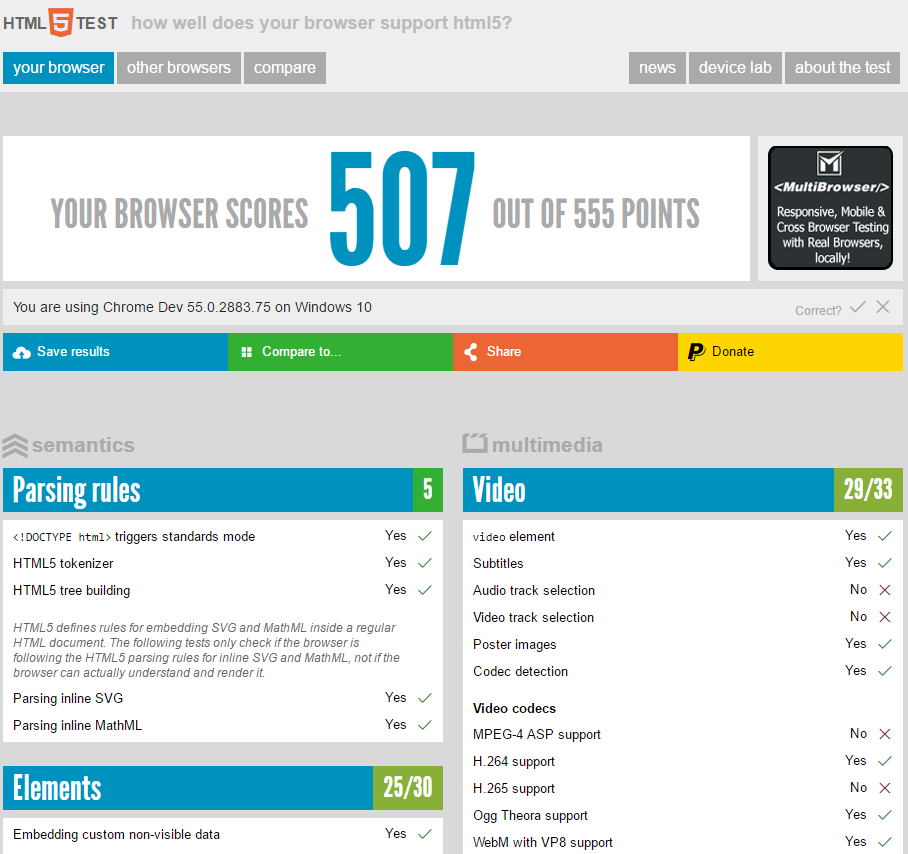 HTML5TEST how well does your browser support html5?
your browser other browsers compare news device lab about the test
YOUR BROWSER SCORES 507 OUT OF 555 POINTS
<MultiBrowser/>
Responsive, Mobile &
Cross Browser Testing
with Real Browsers,
locally!
You are using Chrome Dev 55.0.2883.75 on Windows 10 Correct? ✓ ✕
Save results Compare to... Share Donate
semantics
Parsing rules 5
<!DOCTYPE html> triggers standards mode Yes ✓
HTML5 tokenizer Yes ✓
HTML5 tree building Yes ✓
HTML5 defines rules for embedding SVG and MathML inside a regular
HTML document. The following tests only check if the browser is
following the HTML5 parsing rules for inline SVG and MathML, not if the
browser can actually understand and render it.
Parsing inline SVG Yes ✓
Parsing inline MathML Yes ✓
Elements 25/30
Embedding custom non-visible data Yes ✓
multimedia
Video 29/33
video element Yes ✓
Subtitles Yes ✓
Audio track selection No ✕
Video track selection No ✕
Poster images Yes ✓
Codec detection Yes ✓
Video codecs
MPEG-4 ASP support No ✕
H.264 support Yes ✓
H.265 support No ✕
Ogg Theora support Yes ✓
WebM with VP8 support Yes ✓